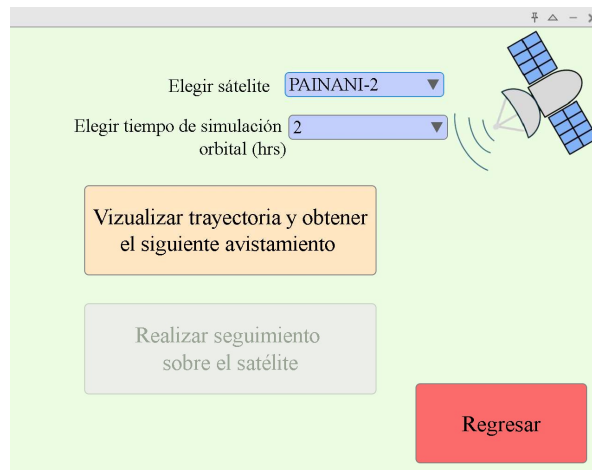 Elegir sátelite
PAINANI-2
Elegir tiempo de simulación
orbital (hrs)
2
Vizualizar trayectoria y obtener
el siguiente avistamiento
Realizar seguimiento
sobre el satélite
Regresar